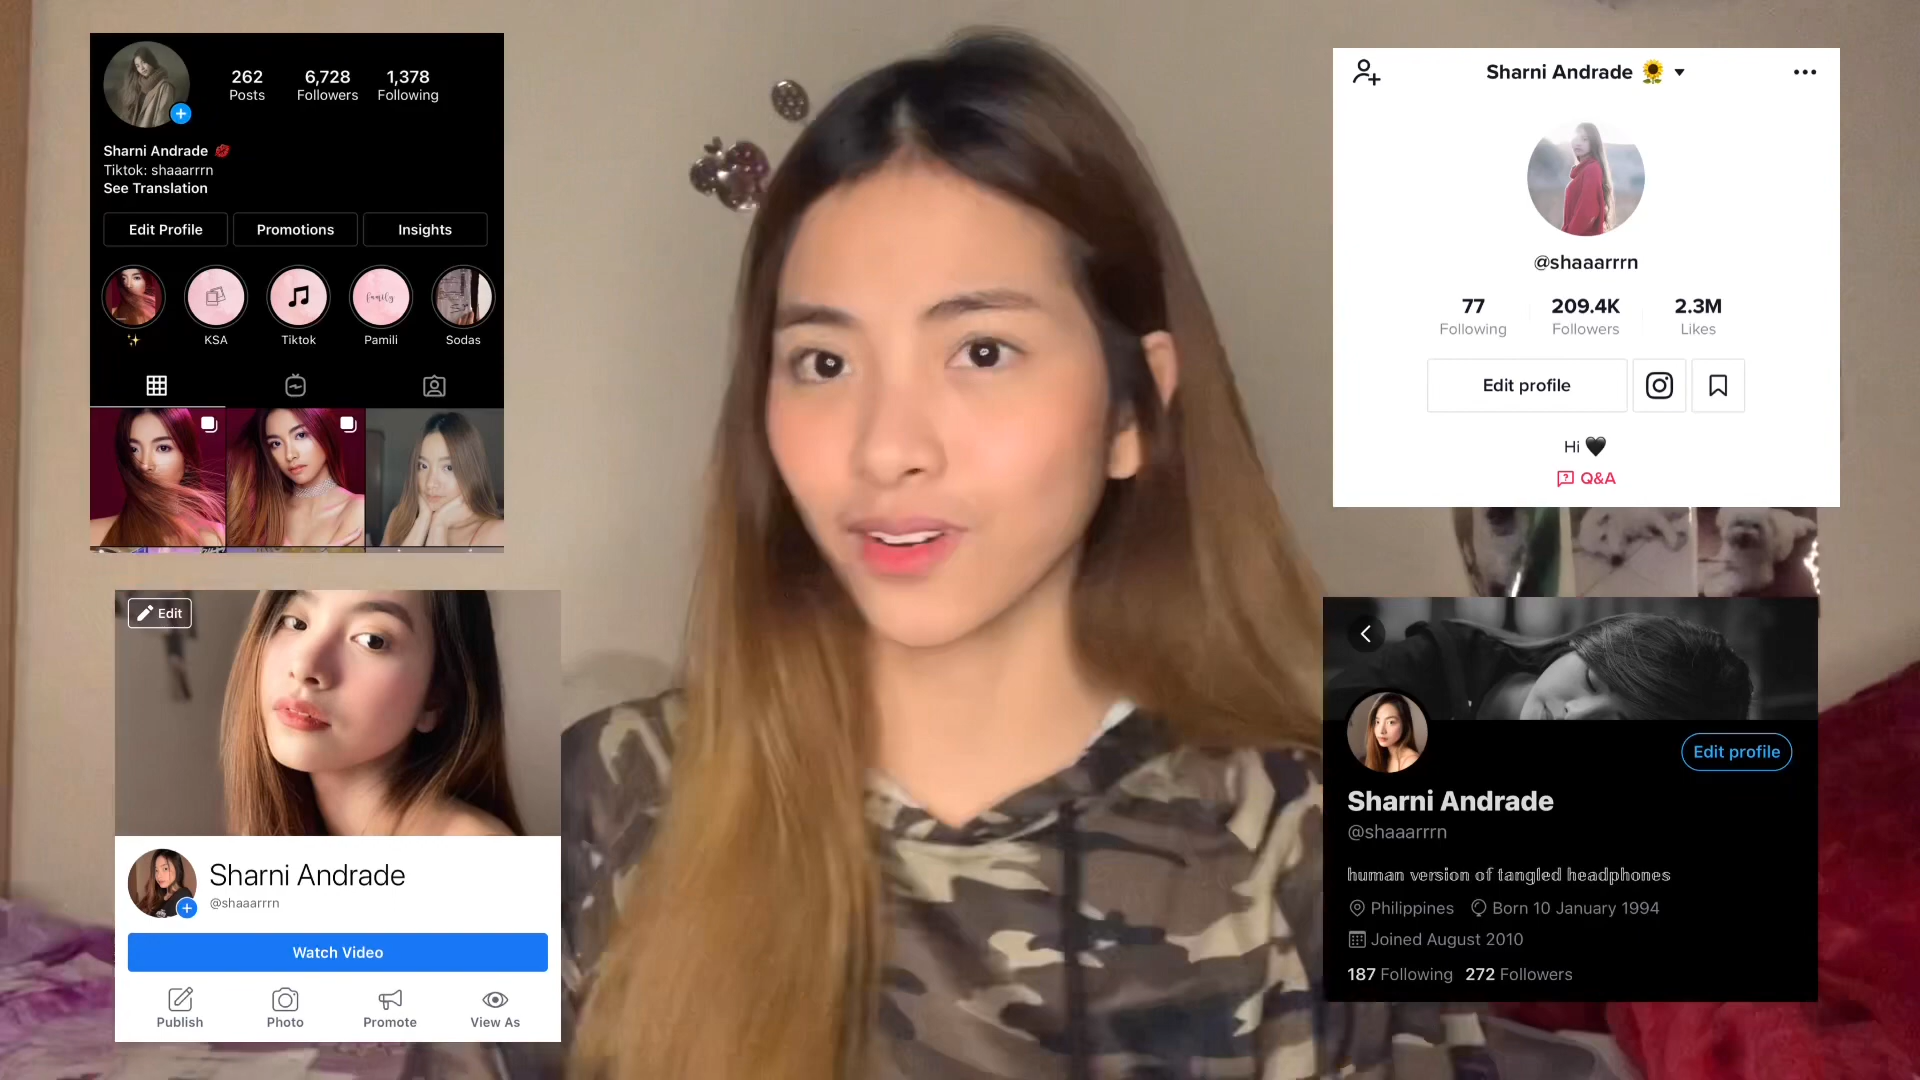 262 6,728 1,378
Posts Followers Following
Sharni Andrade
Tiktok: shaaarrrn
See Translation
Edit Profile Promotions Insights
family
KSA Tiktok Pamili Sodas
Edit
Sharni Andrade
@shaaarrrn
Watch Video
Publish Photo Promote View As
Sharni Andrade
@shaaarrrn
77 209.4K 2.3M
Following Followers Likes
Edit profile
Hi
Q&A
Edit profile
Sharni Andrade
@shaaarrrn
human version of tangled headphones
Philippines Born 10 January 1994
Joined August 2010
187 Following 272 Followers